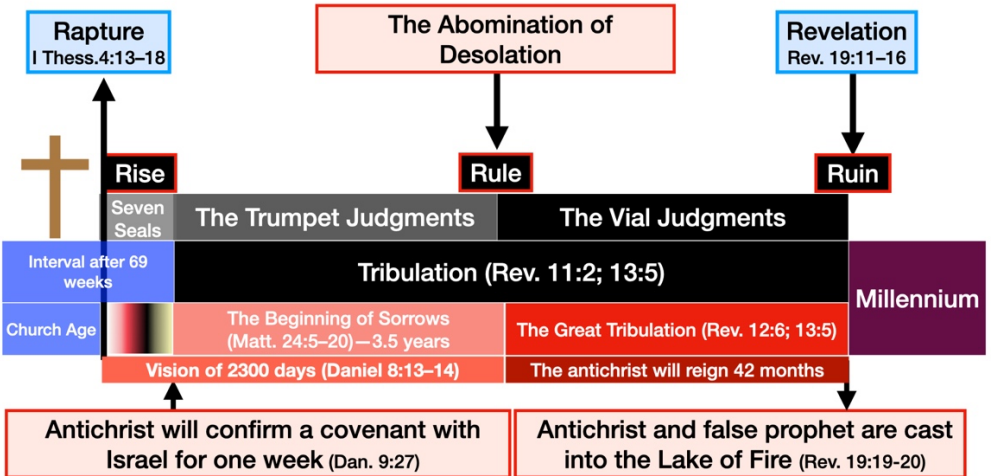 Rapture
I Thess.4:13–18
The Abomination of
Desolation
Revelation
Rev. 19:11–16
Rise
Rule
Ruin
Seven
Seals
The Trumpet Judgments
The Vial Judgments
Interval after 69
weeks
Tribulation (Rev. 11:2; 13:5)
Millennium
Church Age
The Beginning of Sorrows
(Matt. 24:5–20)—3.5 years
The Great Tribulation (Rev. 12:6; 13:5)
Vision of 2300 days (Daniel 8:13–14)
The antichrist will reign 42 months
Antichrist will confirm a covenant with
Israel for one week (Dan. 9:27)
Antichrist and false prophet are cast
into the Lake of Fire (Rev. 19:19-20)